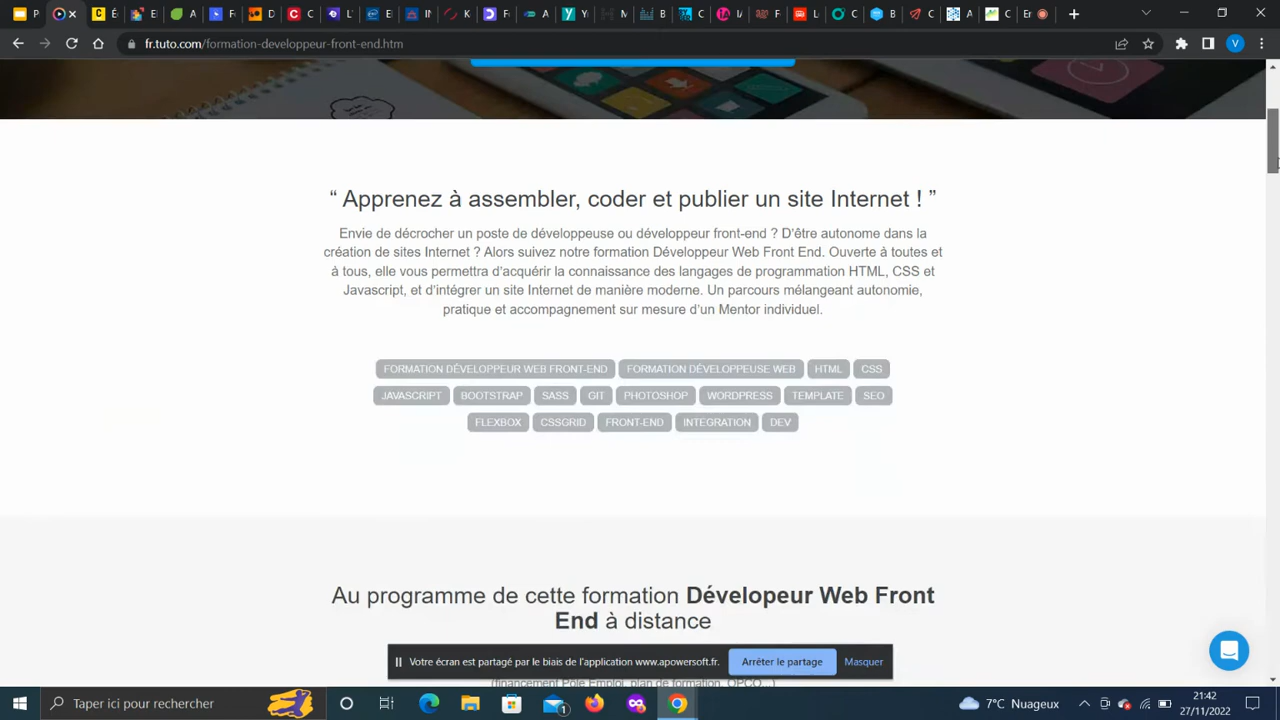 P
É
E
A
F
D
C
C
L'
E
IN
K
F
A
Y
M
B
C
IA
F
L
C
B
C
A
C
Er
fr.tuto.com/formation-developpeur-front-end.htm
V
“ Apprenez à assembler, coder et publier un site Internet ! ”
Envie de décrocher un poste de développeuse ou développeur front-end ? D'être autonome dans la
création de sites Internet ? Alors suivez notre formation Développeur Web Front End. Ouverte à toutes et
à tous, elle vous permettra d'acquérir la connaissance des langages de programmation HTML, CSS et
Javascript, et d'intégrer un site Internet de manière moderne. Un parcours mélangeant autonomie,
pratique et accompagnement sur mesure d'un Mentor individuel.
FORMATION DÉVELOPPEUR WEB FRONT-END FORMATION DÉVELOPPEUSE WEB HTML CSS
JAVASCRIPT BOOTSTRAP SASS GIT PHOTOSHOP WORDPRESS TEMPLATE SEO
FLEXBOX CSSGRID FRONT-END INTEGRATION DEV
Au programme de cette formation Dévelopeur Web Front
End à distance
Votre écran est partagé par le biais de l'application www.apowersoft.fr. Arrêter le partage Masquer
(financement Pôle Emploi, plan de formation, OPCO...)
Taper ici pour rechercher
1
7°C Nuageux
21:42
27/11/2022